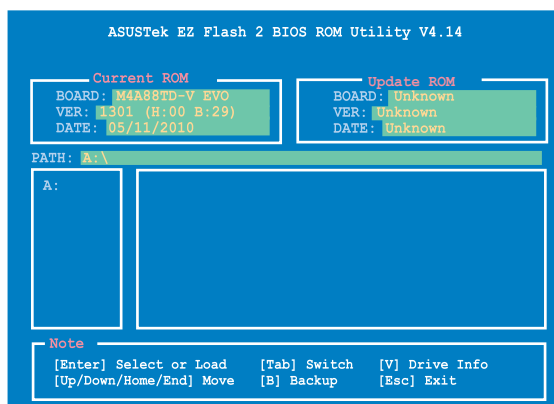 ASUSTek EZ Flash 2 BIOS ROM Utility V4.14
Current ROM
BOARD: M4A88TD-V EVO
VER: 1301 (H:00 B:29)
DATE: 05/11/2010
Update ROM
BOARD: Unknown
VER: Unknown
DATE: Unknown
PATH: A:\
A:
Note
[Enter] Select or Load [Tab] Switch [V] Drive Info
[Up/Down/Home/End] Move [B] Backup [Esc] Exit